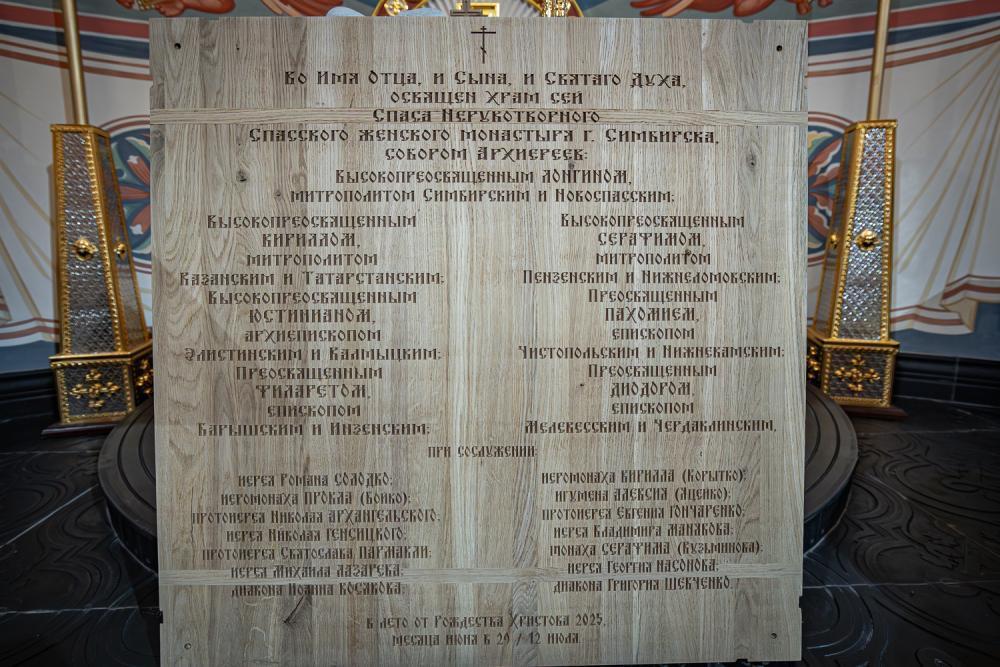 Во Имя Отца, и Сына, и Святаго Духа,
освящен храм сей
Спаса Нерукотворного
Спасского женского монастыря г. Симбирска,
собором Архиереев:
Высокопреосвященным ЛОНГИНОМ,
митрополитом Симбирским и Новоспасским;
Высокопреосвященным
КИРИЛЛОМ,
митрополитом
Казанским и Татарстанским;
Высокопреосвященным
ЮСТИНИАНОМ,
архиепископом
Элистинским и Калмыцким;
Преосвященным
ФИЛАРЕТОМ,
епископом
Барышским и Инзенским;
Высокопреосвященным
СЕРАФИМОМ,
митрополитом
Пензенским и Нижнеломовским;
Преосвященным
ПАХОМИЕМ,
епископом
Чистопольским и Нижнекамским;
Преосвященным
ДИОДОРОМ,
епископом
Мелекесским и Чердаклинским,
при сослужении:
иерея Романа СОЛОДКО;
иеромонаха ПРОКЛА (Бойко);
протоиерея Николая АРХАНГЕЛЬСКОГО;
иерея Николая ГЕНСИЦКОГО;
протоиерея Святослава ПАРМАКЛИ;
иерея Михаила ЛАЗАРЕВА;
диакона Иоанна КОСЯКОВА;
иеромонаха КИРИЛЛА (Корытко);
игумена АЛЕКСИЯ (Яцейко);
протоиерея Евгения ГОНЧАРЕНКО;
иерея Владимира МАНЯКОВА;
монаха СЕРАФИМА (Кузьминова);
иерея Георгия НАСОНОВА;
диакона Григория ШЕВЧЕНКО,
в лето от Рождества Христова 2025,
месяца июня в 29 / 12 июля.